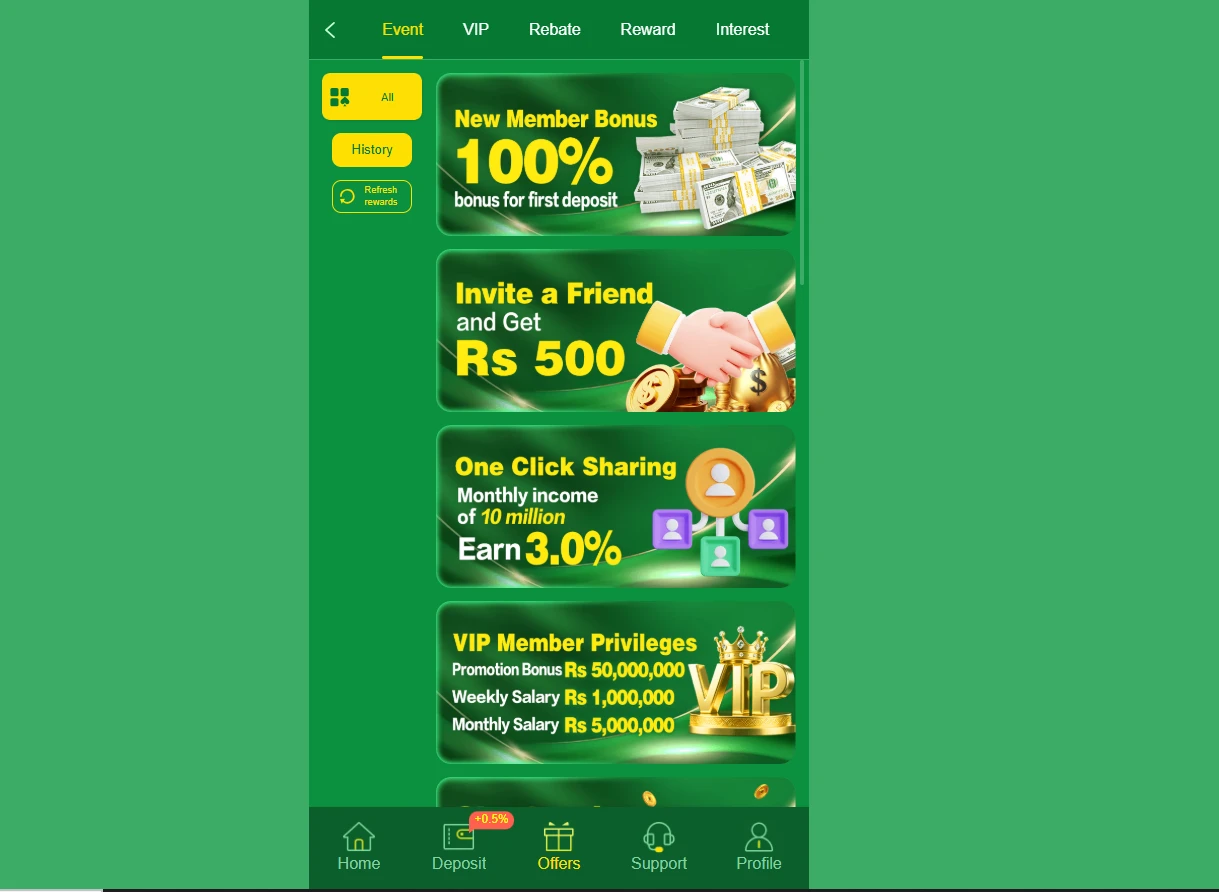 Event VIP Rebate Reward Interest
All
History
Refresh
rewards
New Member Bonus
100%
bonus for first deposit
Invite a Friend
and Get
Rs 500
$
One Click Sharing
Monthly income
of 10 million
Earn 3.0%
VIP Member Privileges
Promotion Bonus Rs 50,000,000
Weekly Salary Rs 1,000,000
Monthly Salary Rs 5,000,000
VIP
+0.5%
Home Deposit Offers Support Profile